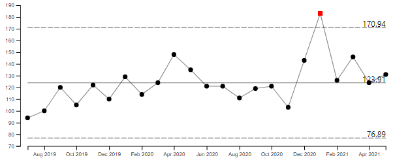 190
180
170
160
150
140
130
120
110
100
90
80
70
170.94
123.91
76.89
Aug 2019
Oct 2019
Dec 2019
Feb 2020
Apr 2020
Jun 2020
Aug 2020
Oct 2020
Dec 2020
Feb 2021
Apr 2021